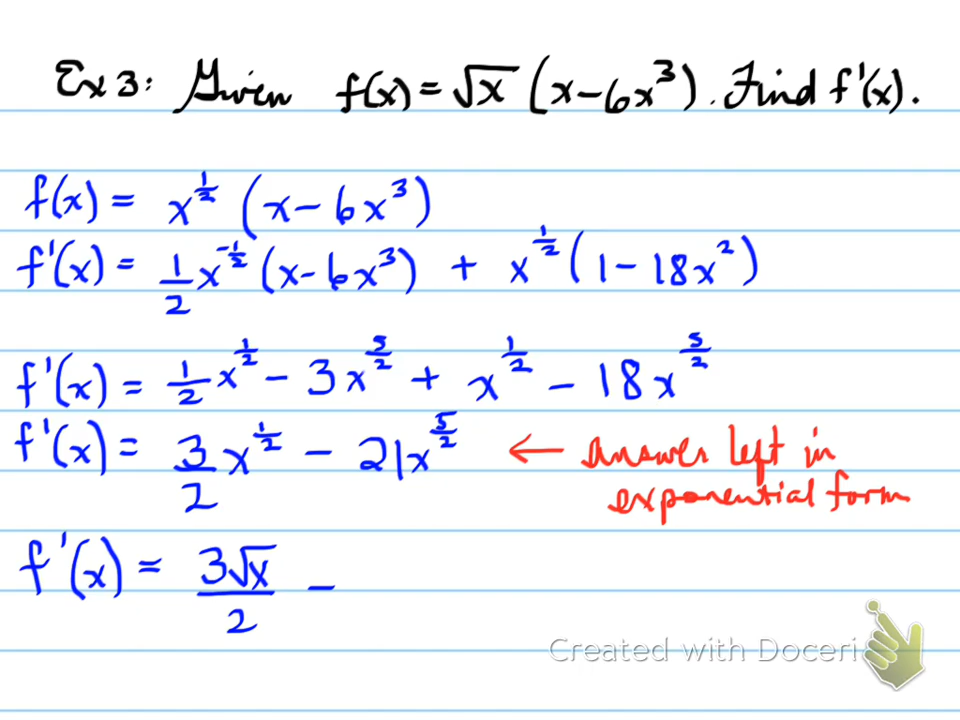 Ex 3: Given f(x) = √x (x - 6x³). Find f'(x).
f(x) = x^(1/2) (x - 6x³)
f'(x) = 1/2 x^(-1/2) (x - 6x³) + x^(1/2) (1 - 18x²)
f'(x) = 1/2 x^(1/2) - 3x^(5/2) + x^(1/2) - 18x^(5/2)
f'(x) = 3/2 x^(1/2) - 21x^(5/2) ← answer left in
exponential form
f'(x) = 3√x/2 -
Created with Doceri